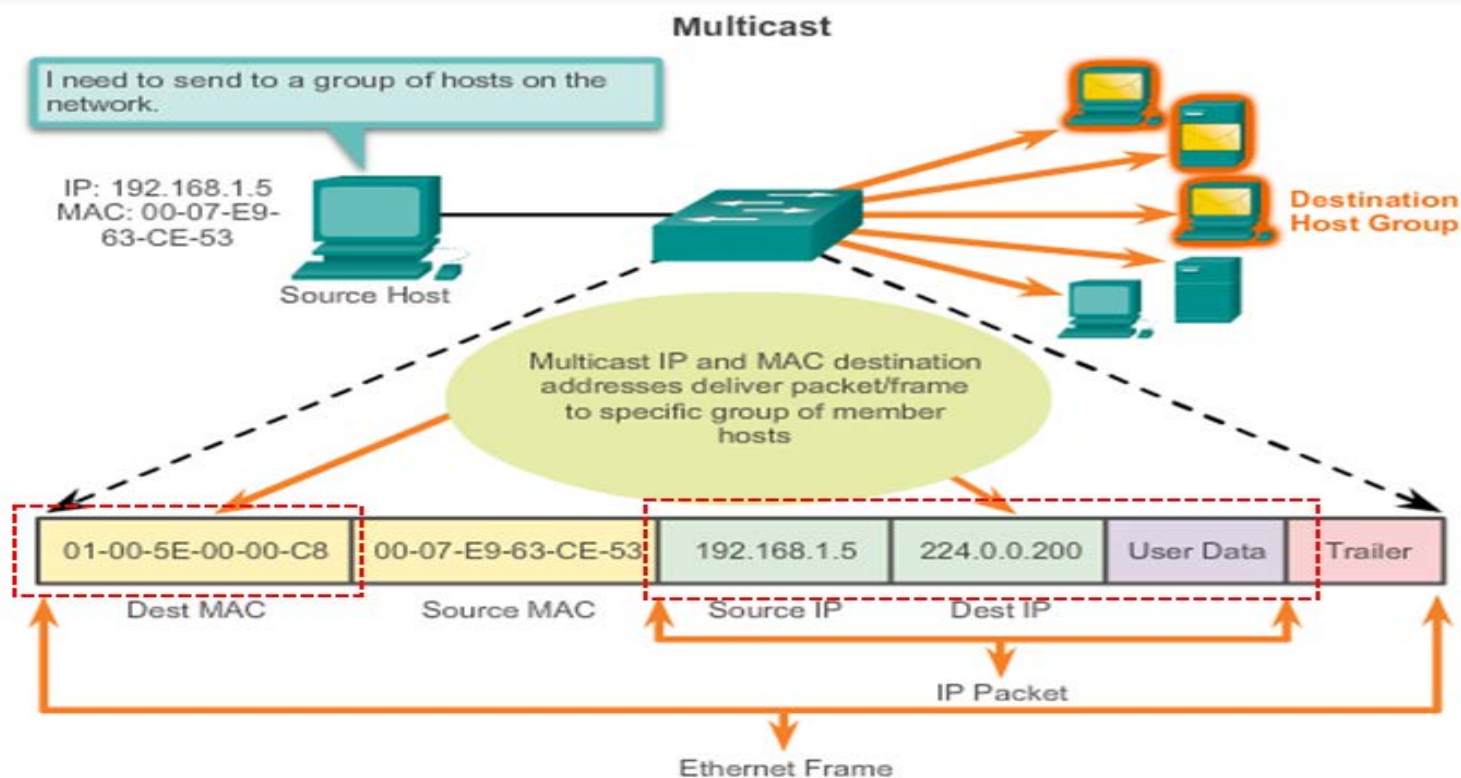 Multicast
I need to send to a group of hosts on the
network.
IP: 192.168.1.5
MAC: 00-07-E9-
63-CE-53
Source Host
Destination
Host Group
Multicast IP and MAC destination
addresses deliver packet/frame
to specific group of member
hosts
01-00-5E-00-00-C8 00-07-E9-63-CE-53 192.168.1.5 224.0.0.200 User Data Trailer
Dest MAC Source MAC Source IP Dest IP
IP Packet
Ethernet Frame